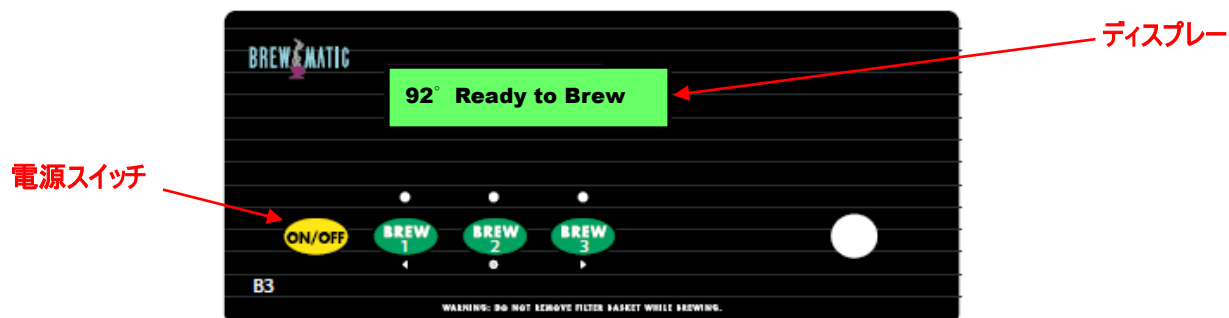 ディスプレー
BREW MATIC
92° Ready to Brew
電源スイッチ
ON/OFF
BREW 1
BREW 2
BREW 3
B3
WARNING: DO NOT REMOVE FILTER BASKET WHILE BREWING.